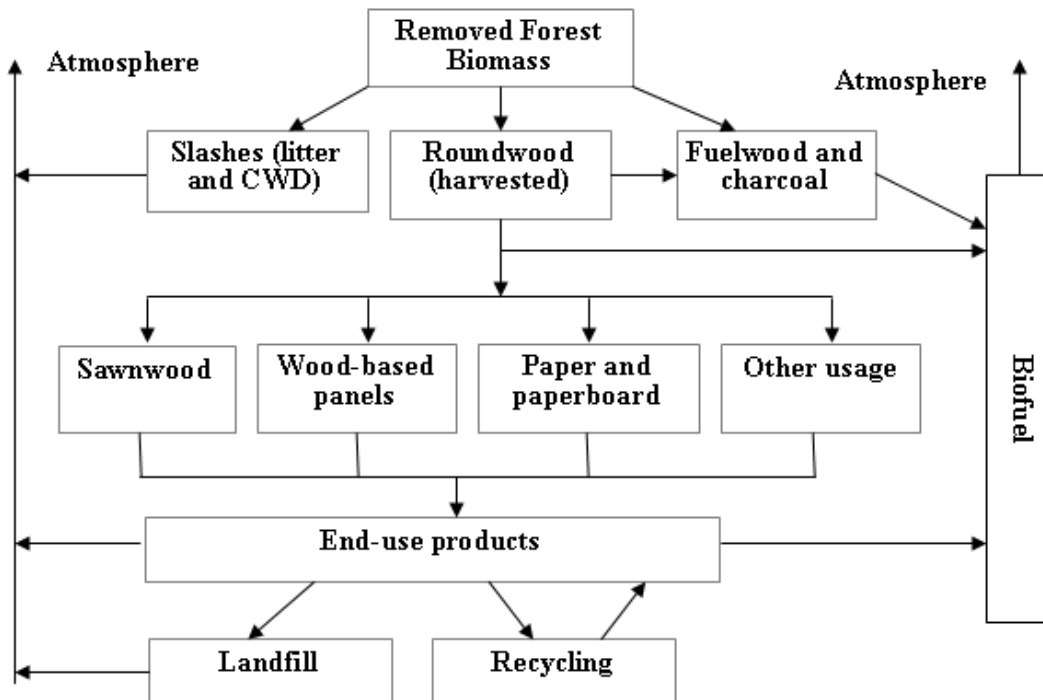 Removed Forest
Biomass
Atmosphere
Atmosphere
Slashes (litter
and CWD)
Roundwood
(harvested)
Fuelwood and
charcoal
Sawnwood
Wood-based
panels
Paper and
paperboard
Other usage
Biofuel
End-use products
Landfill
Recycling